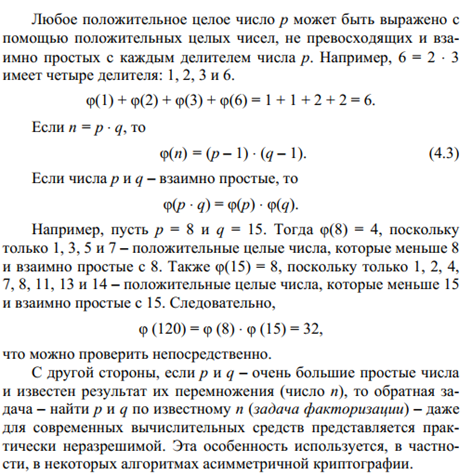 Любое положительное целое число p может быть выражено с
помощью положительных целых чисел, не превосходящих и вза-
имно простых с каждым делителем числа p. Например, 6 = 2 · 3
имеет четыре делителя: 1, 2, 3 и 6.
φ(1) + φ(2) + φ(3) + φ(6) = 1 + 1 + 2 + 2 = 6.
Если n = p · q, то
φ(n) = (p – 1) · (q – 1). (4.3)
Если числа p и q – взаимно простые, то
φ(p · q) = φ(p) · φ(q).
Например, пусть p = 8 и q = 15. Тогда φ(8) = 4, поскольку
только 1, 3, 5 и 7 – положительные целые числа, которые меньше 8
и взаимно простые с 8. Также φ(15) = 8, поскольку только 1, 2, 4,
7, 8, 11, 13 и 14 – положительные целые числа, которые меньше 15
и взаимно простые с 15. Следовательно,
φ (120) = φ (8) · φ (15) = 32,
что можно проверить непосредственно.
С другой стороны, если p и q – очень большие простые числа
и известен результат их перемножения (число n), то обратная за-
дача – найти p и q по известному n (задача факторизации) – даже
для современных вычислительных средств представляется прак-
тически неразрешимой. Эта особенность используется, в частно-
сти, в некоторых алгоритмах асимметричной криптографии.